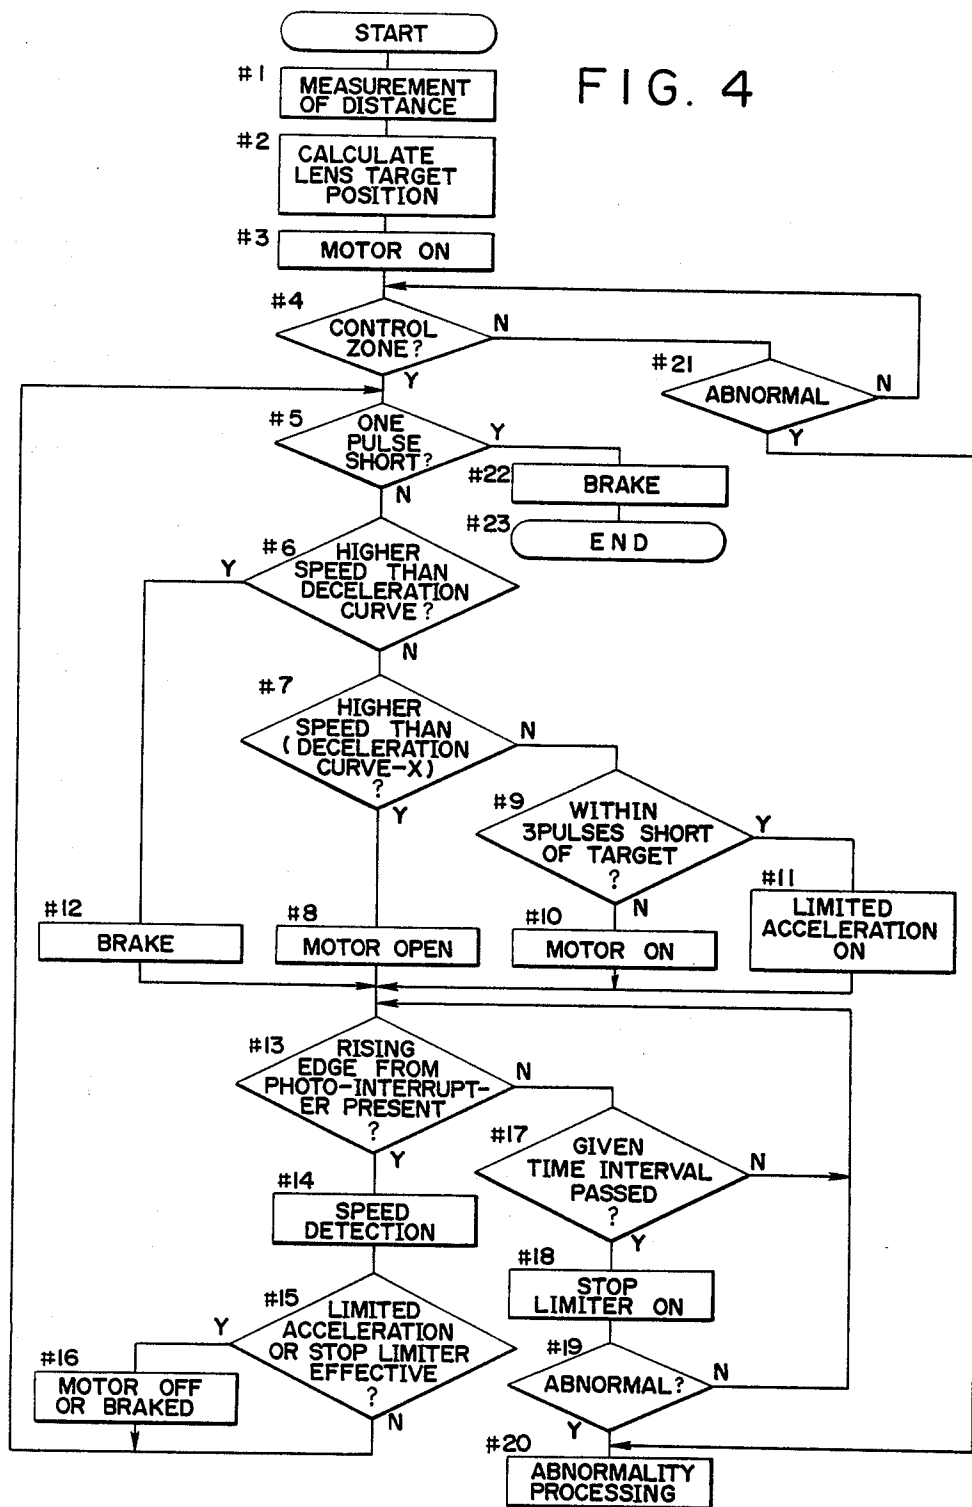 START
FIG. 4
#1
MEASUREMENT
OF DISTANCE
#2
CALCULATE
LENS TARGET
POSITION
#3
MOTOR ON
#4
CONTROL
ZONE?
N
Y
#21
ABNORMAL
N
Y
#5
ONE
PULSE
SHORT?
Y
N
#22
BRAKE
#23
END
#6
HIGHER
SPEED THAN
DECELERATION
CURVE?
Y
N
#7
HIGHER
SPEED THAN
(DECELERATION
CURVE-X)
?
N
Y
#9
WITHIN
3PULSES SHORT
OF TARGET
?
Y
N
#12
BRAKE
#8
MOTOR OPEN
#10
MOTOR ON
#11
LIMITED
ACCELERATION
ON
#13
RISING
EDGE FROM
PHOTO-INTERRUPT-
ER PRESENT
?
N
Y
#17
GIVEN
TIME INTERVAL
PASSED
?
N
Y
#14
SPEED
DETECTION
#18
STOP
LIMITER ON
#15
LIMITED
ACCELERATION
OR STOP LIMITER
EFFECTIVE
?
Y
N
#16
MOTOR OFF
OR BRAKED
#19
ABNORMAL?
N
Y
#20
ABNORMALITY
PROCESSING